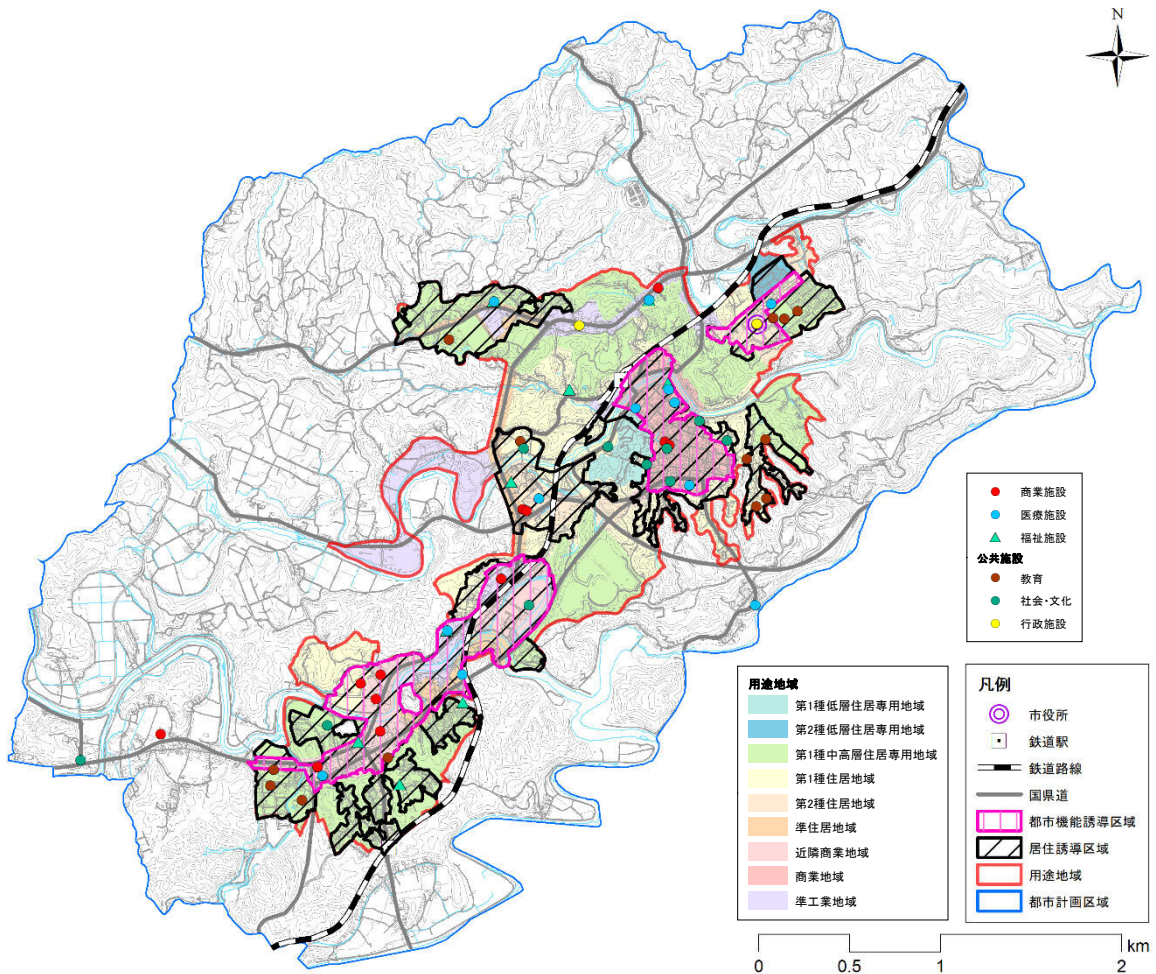 N
商業施設
医療施設
福祉施設
公共施設
教育
社会・文化
行政施設
用途地域
第1種低層住居専用地域
第2種低層住居専用地域
第1種中高層住居専用地域
第1種住居地域
第2種住居地域
準住居地域
近隣商業地域
商業地域
準工業地域
凡例
市役所
鉄道駅
鉄道路線
国県道
都市機能誘導区域
居住誘導区域
用途地域
都市計画区域
km
0 0.5 1 2